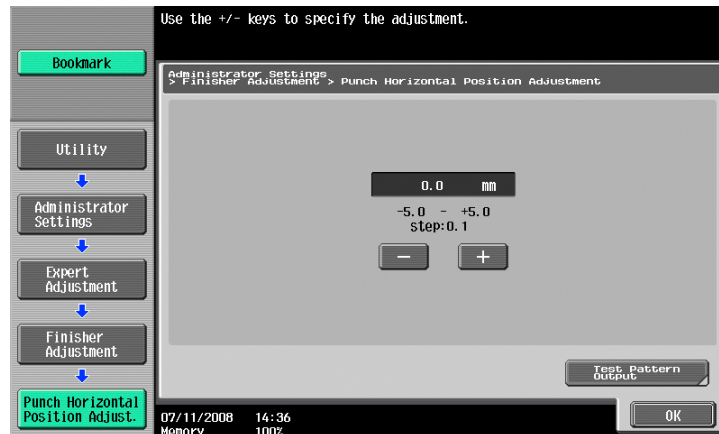 Use the +/- keys to specify the adjustment.
Bookmark
Administrator Settings
> Finisher Adjustment > Punch Horizontal Position Adjustment
Utility
Administrator
Settings
Expert
Adjustment
Finisher
Adjustment
Punch Horizontal
Position Adjust.
0.0 mm
-5.0 - +5.0
step:0.1
- +
Test Pattern
Output
OK
07/11/2008 14:36
Memory 100%